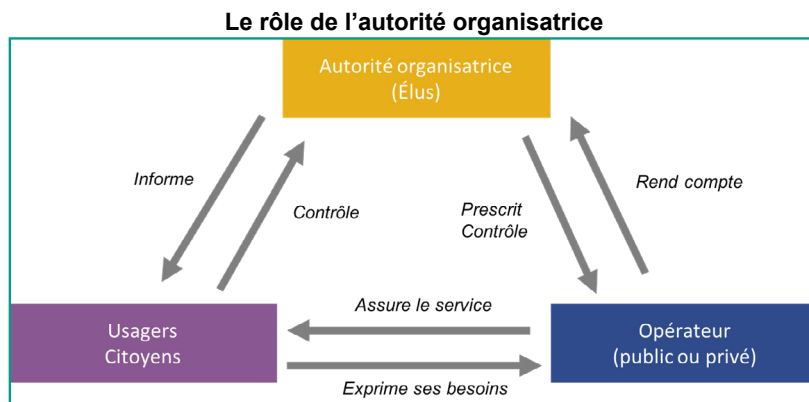 Le rôle de l'autorité organisatrice
Autorité organisatrice
(Élus)
Informe
Contrôle
Prescrit
Contrôle
Rend compte
Usagers
Citoyens
Assure le service
Exprime ses besoins
Opérateur
(public ou privé)